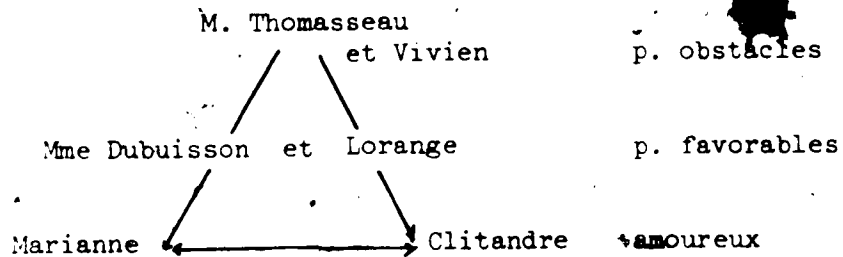 M. Thomasseau
et Vivien p. obstacles
Mme Dubuisson et Lorange p. favorables
Marianne Clitandre amoureux